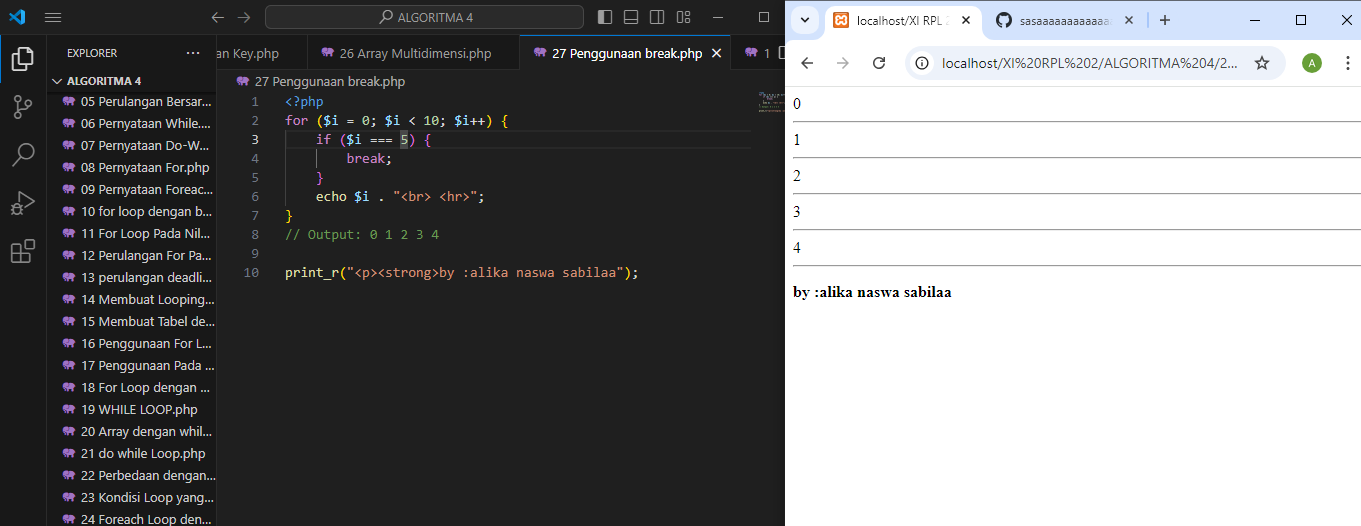 ALGORITMA 4
EXPLORER
ALGORITMA 4
05 Perulangan Bersar...
06 Pernyataan While....
07 Pernyataan Do-W...
08 Pernyataan For.php
09 Pernyataan Foreac...
10 for loop dengan b...
11 For Loop Pada Nil...
12 Perulangan For Pa...
13 perulangan deadli...
14 Membuat Looping...
15 Membuat Tabel de...
16 Penggunaan For L...
17 Penggunaan Pada ...
18 For Loop dengan ...
19 WHILE LOOP.php
20 Array dengan whil...
21 do while Loop.php
22 Perbedaan dengan...
23 Kondisi Loop yang...
24 Foreach Loop den...
an Key.php
26 Array Multidimensi.php
27 Penggunaan break.php
1
27 Penggunaan break.php
1 <?php
2 for ($i = 0; $i < 10; $i++) {
3 if ($i === 5) {
4 break;
5 }
6 echo $i . "<br> <hr>";
7 }
8 // Output: 0 1 2 3 4
9
10 print_r("<p><strong>by :alika naswa sabilaa");
localhost/XI RPL 2
localhost/XI%20RPL%202/ALGORITMA%204/2...
A
0
1
2
3
4
by :alika naswa sabilaa